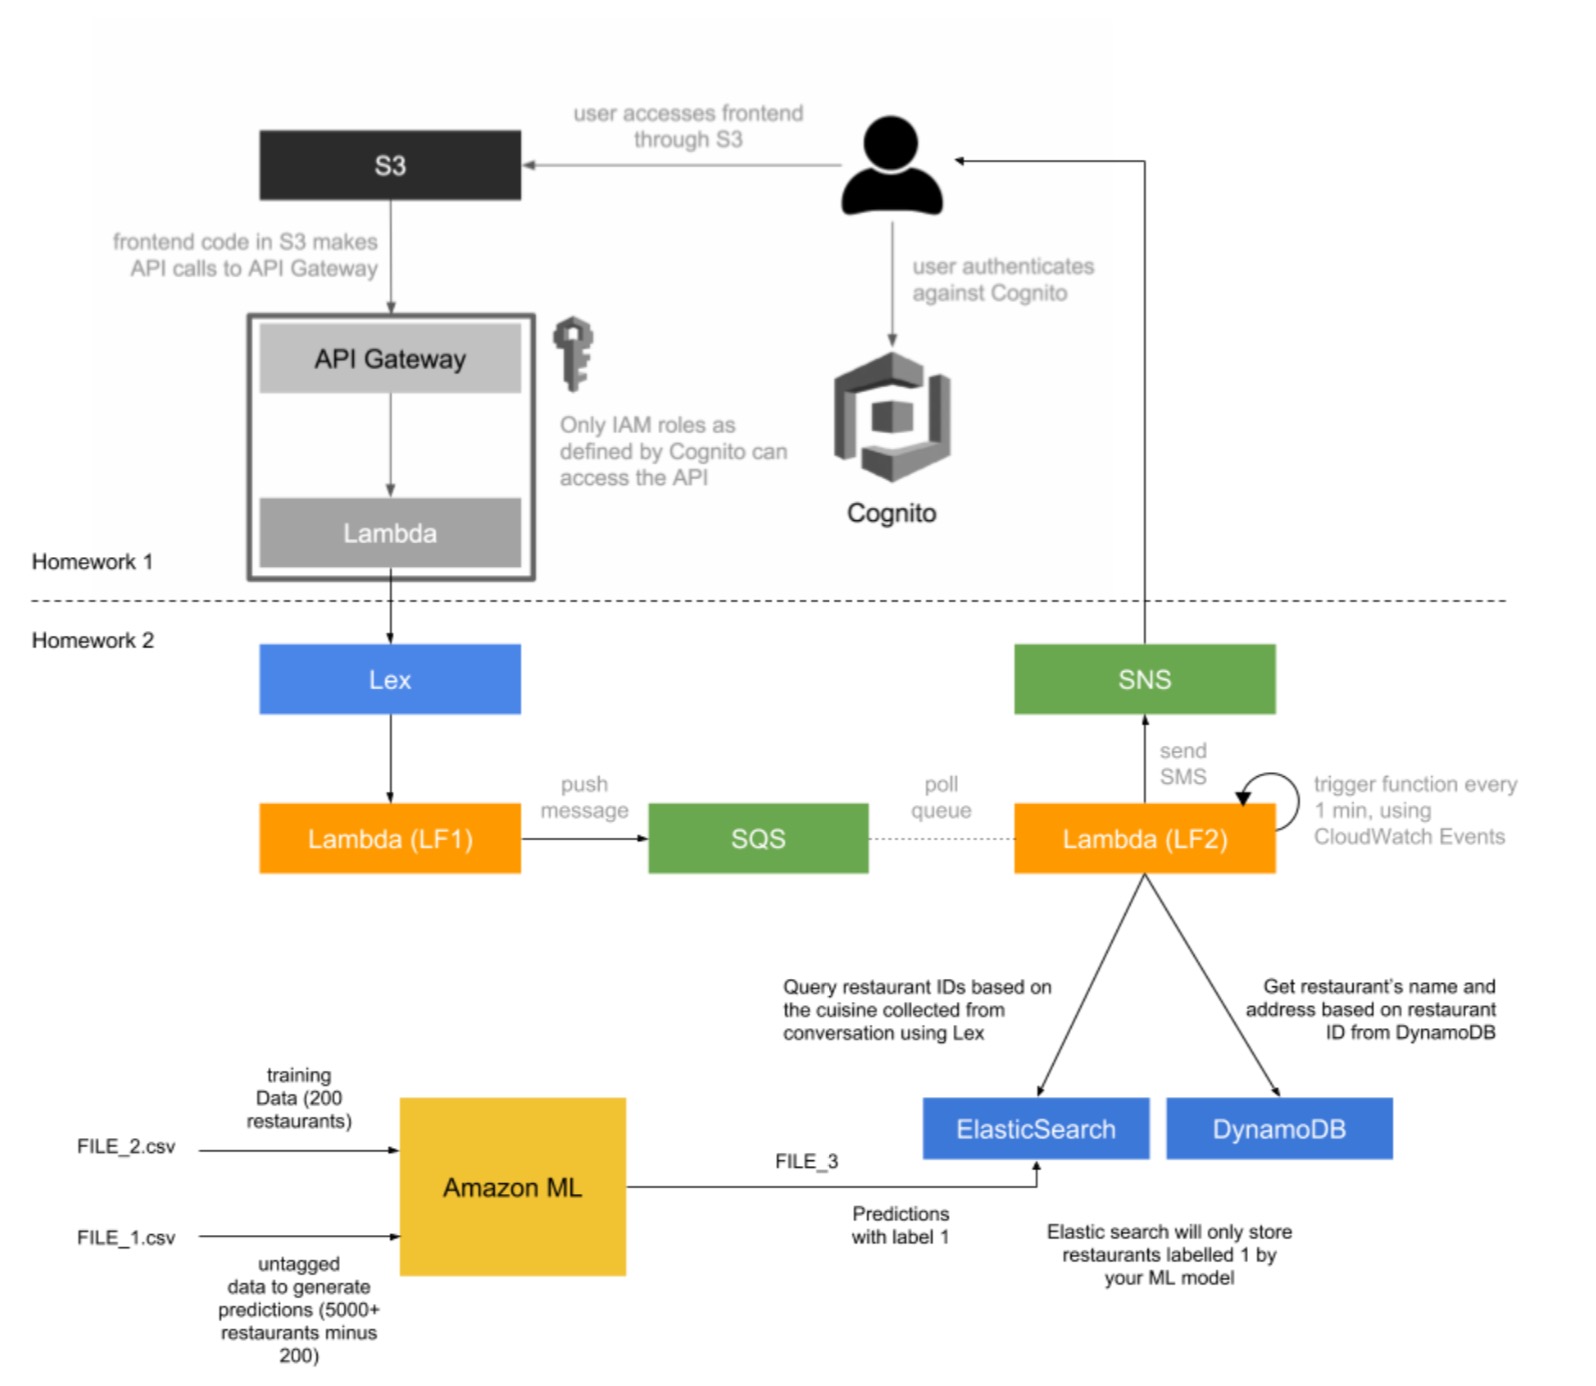 user accesses frontend
through S3
S3
frontend code in S3 makes
API calls to API Gateway
user authenticates
against Cognito
API Gateway
Only IAM roles as
defined by Cognito can
access the API
Lambda
Cognito
Homework 1
Homework 2
Lex
SNS
send
SMS
push
message
poll
queue
trigger function every
1 min, using
CloudWatch Events
Lambda (LF1)
SQS
Lambda (LF2)
Query restaurant IDs based on
the cuisine collected from
conversation using Lex
Get restaurant's name and
address based on restaurant
ID from DynamoDB
training
Data (200
restaurants)
FILE_2.csv
Amazon ML
FILE_1.csv
untagged
data to generate
predictions (5000+
restaurants minus
200)
FILE_3
Predictions
with label 1
ElasticSearch
DynamoDB
Elastic search will only store
restaurants labelled 1 by
your ML model